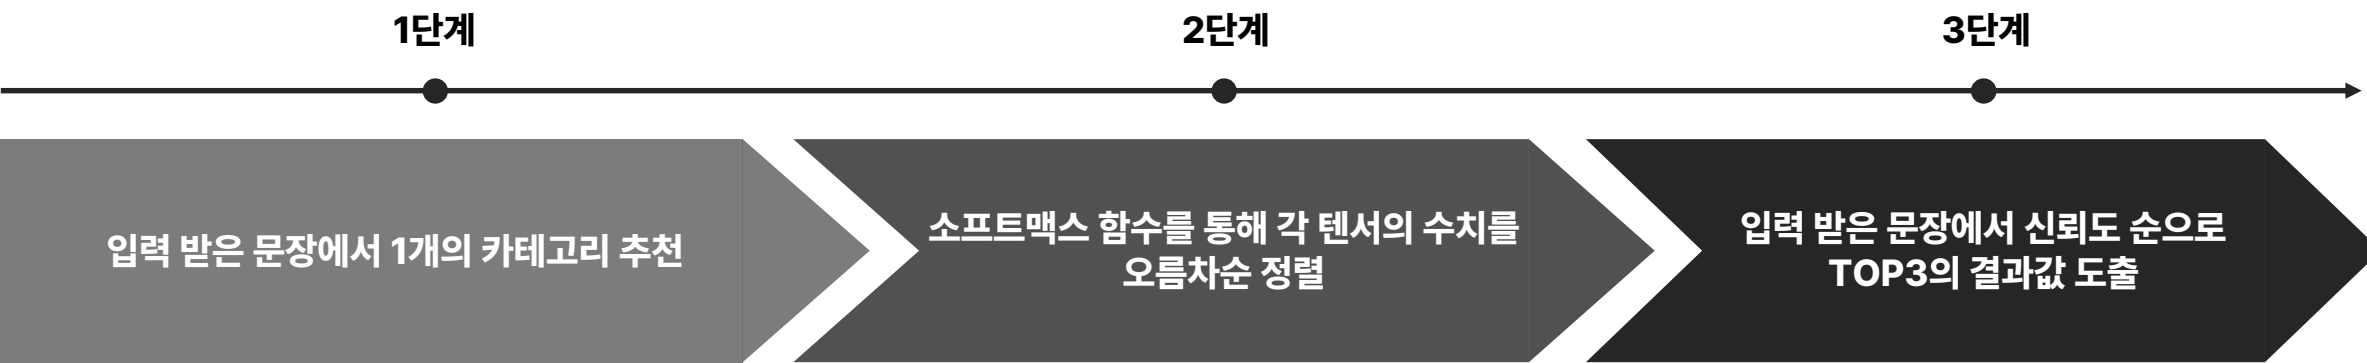 1단계
2단계
3단계
입력 받은 문장에서 1개의 카테고리 추천
소프트맥스 함수를 통해 각 텐서의 수치를
오름차순 정렬
입력 받은 문장에서 신뢰도 순으로
TOP3의 결과값 도출